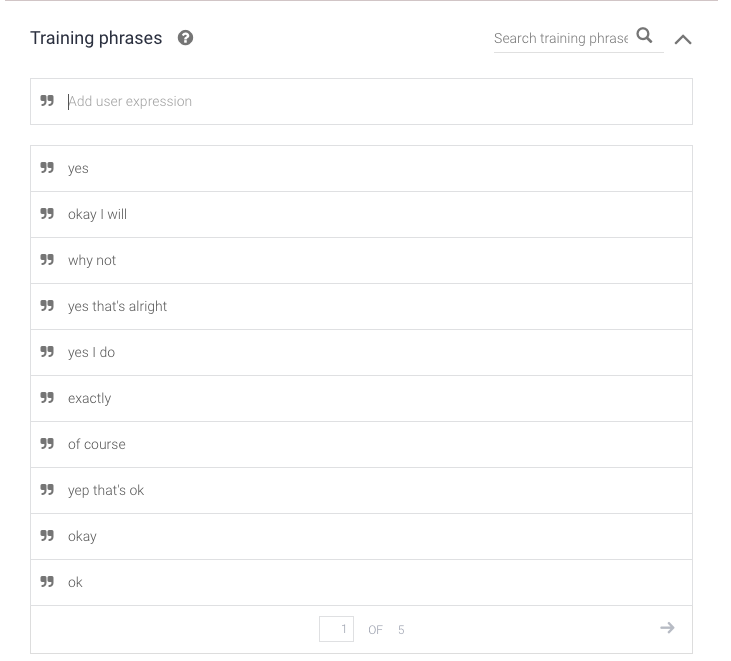 Training phrases
Search training phrase
Add user expression
yes
okay I will
why not
yes that's alright
yes I do
exactly
of course
yep that's ok
okay
ok
1 OF 5